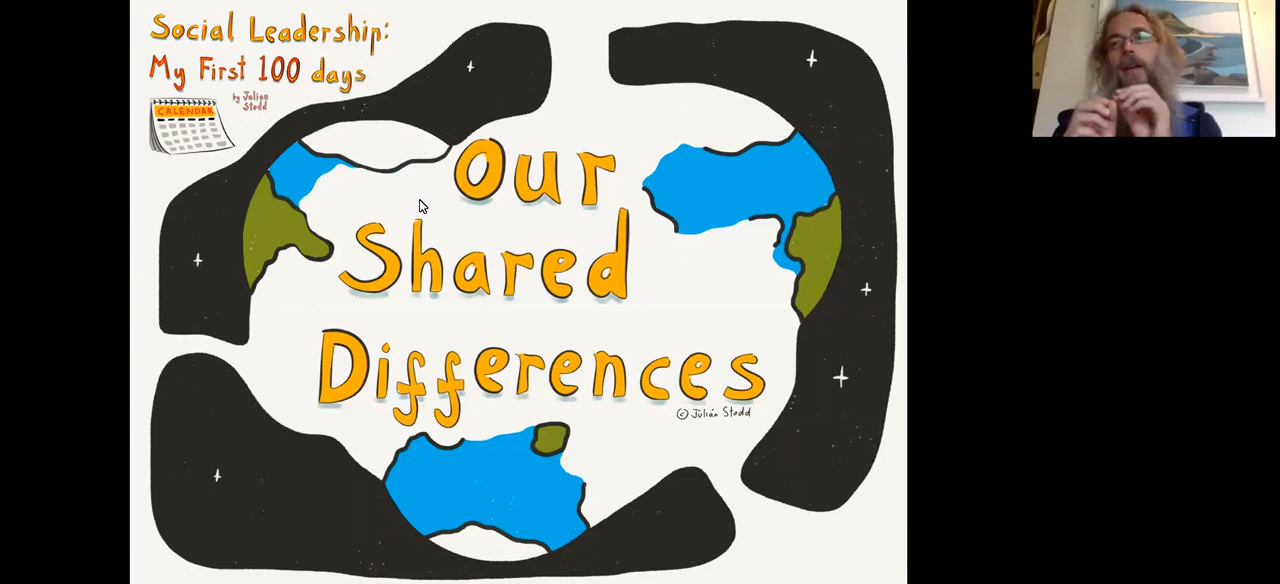 Social Leadership:
My First 100 days
by Julian
Stodd
CALENDAR
Our
Shared
Differences
© Julian Stodd